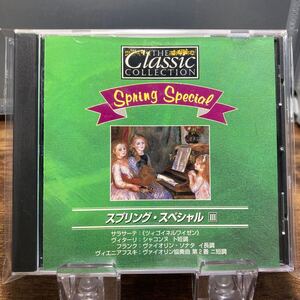 THE
Classic
COLLECTION
Spring Special
スプリング・スペシャル Ⅲ
サラサーテ：《ツィゴイネルワイゼン》
ヴィターリ：シャコンヌ ト短調
フランク：ヴァイオリン・ソナタ イ長調
ヴィエニアフスキ：ヴァイオリン協奏曲 第2番 ニ短調